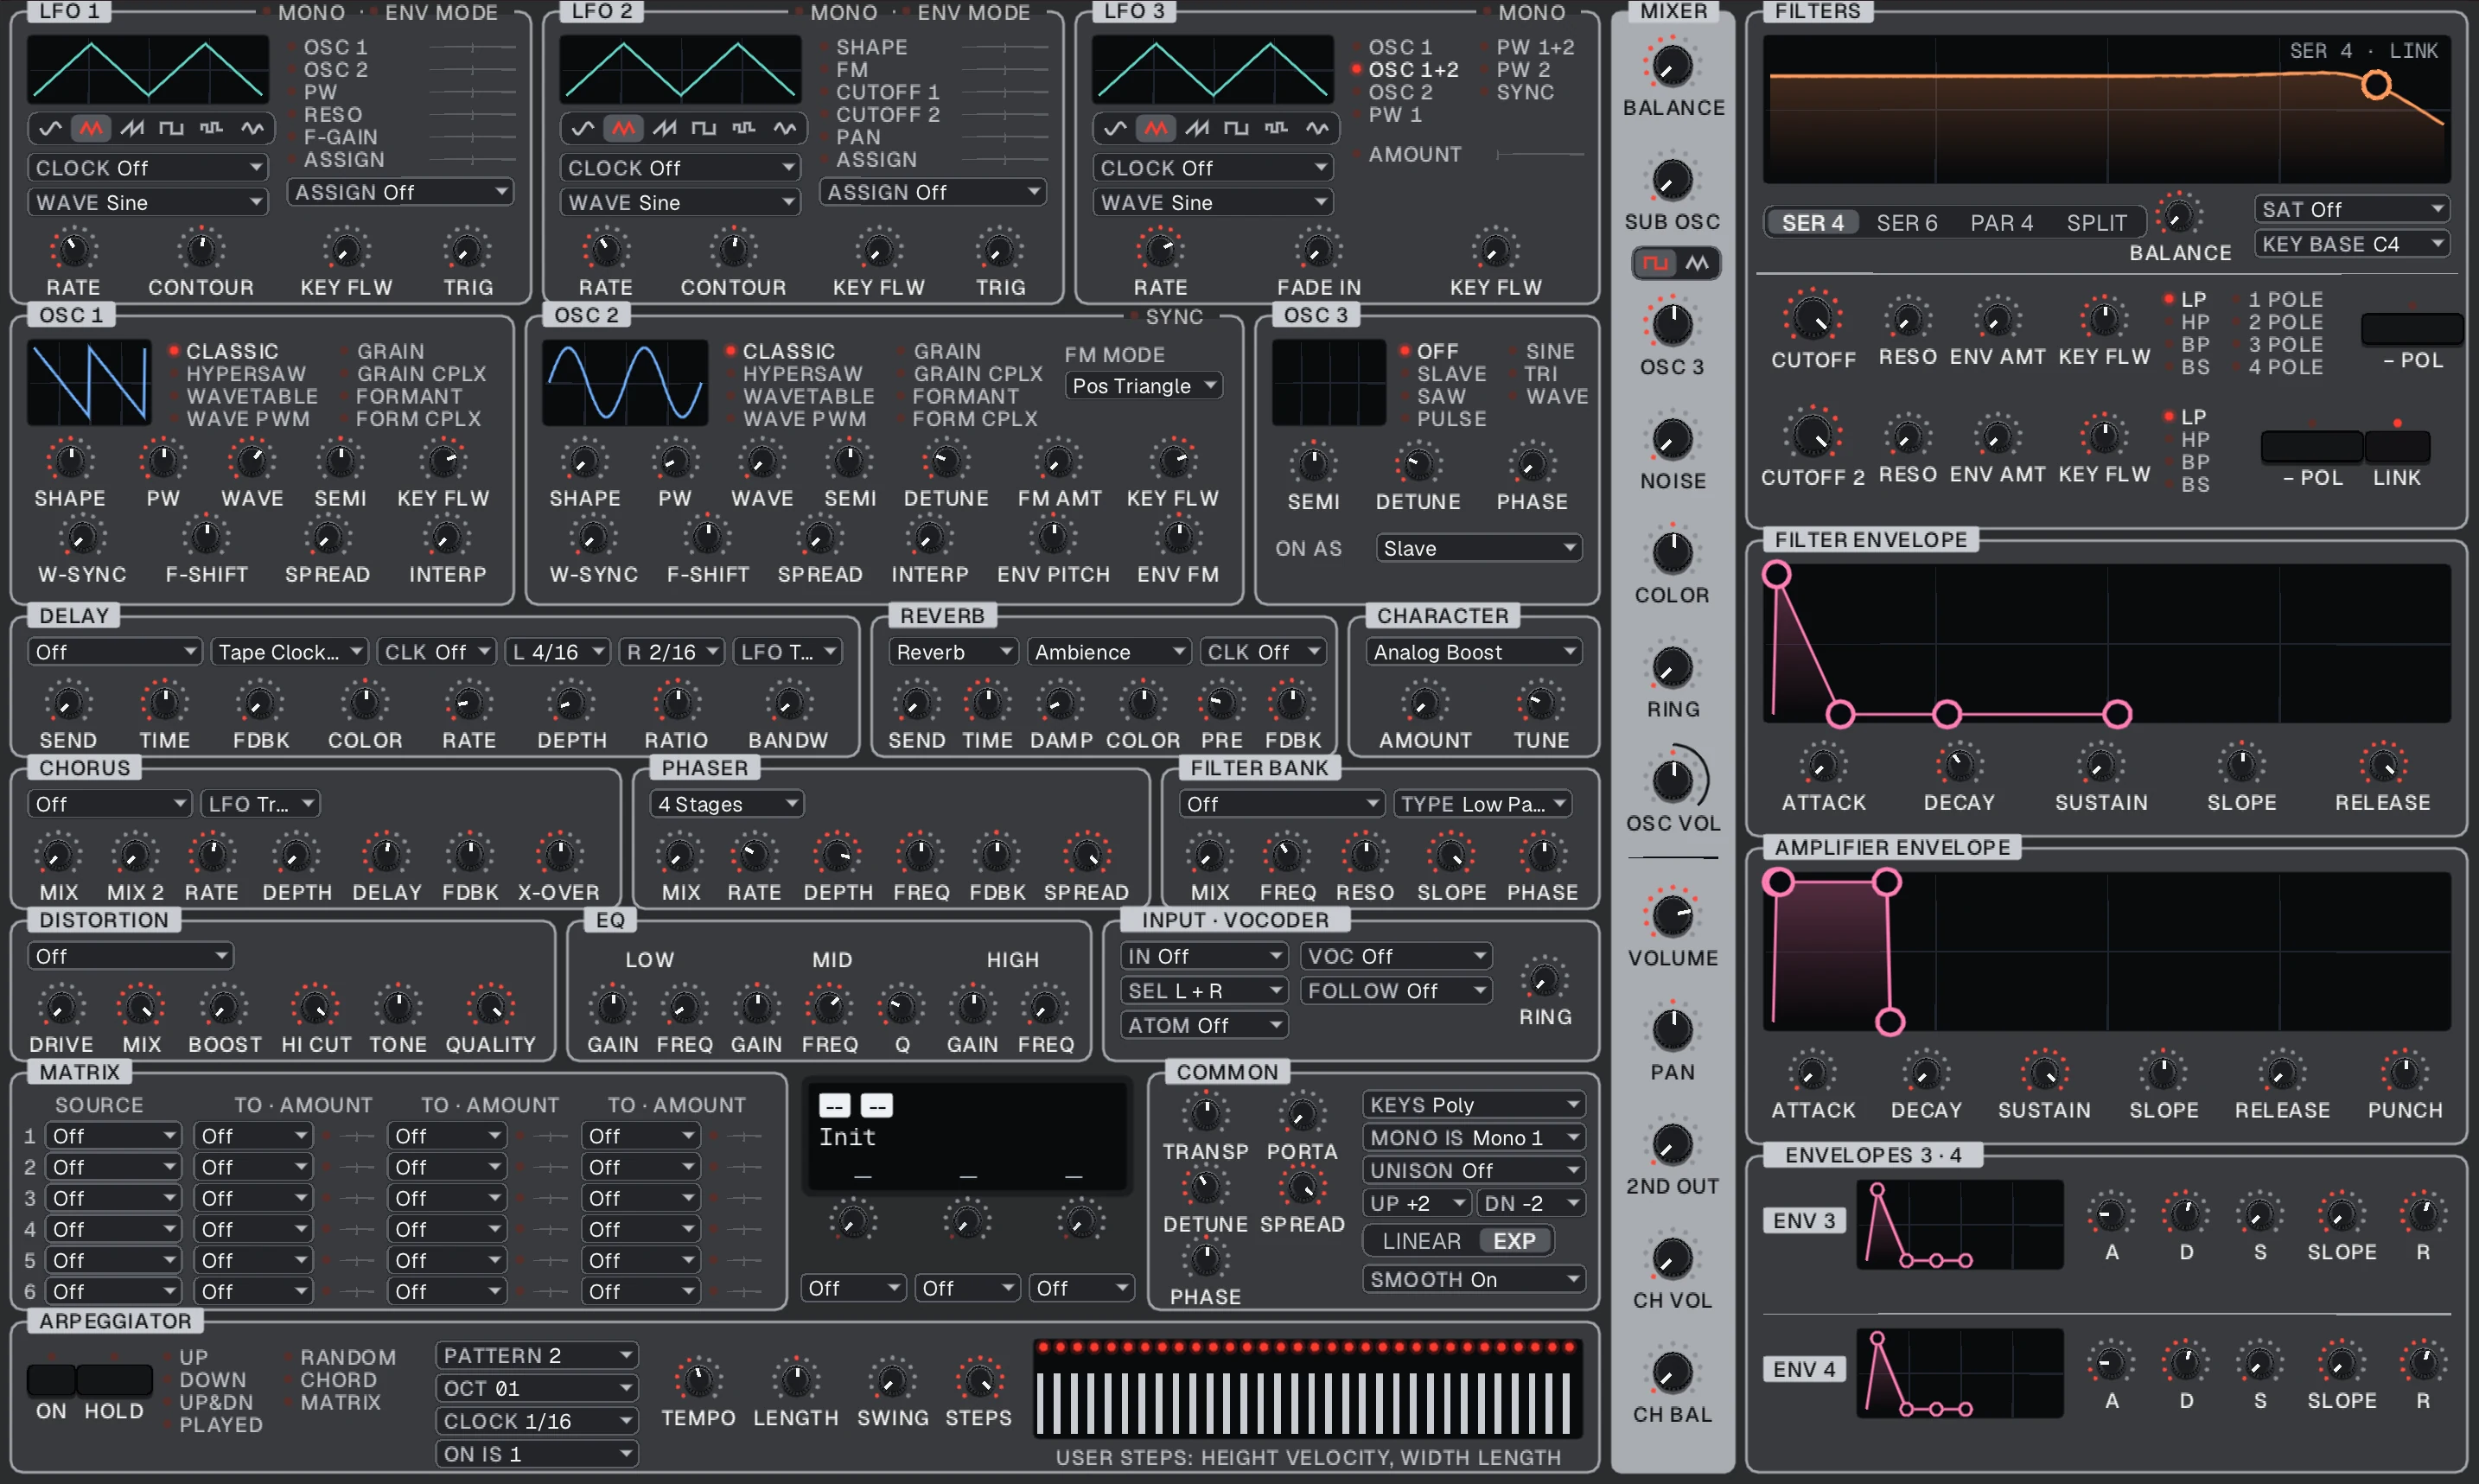 LFO 1
MONO · ENV MODE
OSC 1
OSC 2
PW
RESO
F-GAIN
ASSIGN
CLOCK Off
WAVE Sine
ASSIGN Off
RATE CONTOUR KEY FLW TRIG
LFO 2
MONO · ENV MODE
SHAPE
FM
CUTOFF 1
CUTOFF 2
PAN
ASSIGN
CLOCK Off
WAVE Sine
ASSIGN Off
RATE CONTOUR KEY FLW TRIG
LFO 3
MONO
OSC 1 PW 1+2
OSC 1+2 PW 2
OSC 2 SYNC
PW 1
AMOUNT
CLOCK Off
WAVE Sine
RATE FADE IN KEY FLW
OSC 1
CLASSIC GRAIN
HYPERSAW GRAIN CPLX
WAVETABLE FORMANT
WAVE PWM FORM CPLX
SHAPE PW WAVE SEMI KEY FLW
W-SYNC F-SHIFT SPREAD INTERP
OSC 2
SYNC
CLASSIC GRAIN
HYPERSAW GRAIN CPLX
WAVETABLE FORMANT
WAVE PWM FORM CPLX
FM MODE
Pos Triangle
SHAPE PW WAVE SEMI DETUNE FM AMT KEY FLW
W-SYNC F-SHIFT SPREAD INTERP ENV PITCH ENV FM
OSC 3
OFF SINE
SLAVE TRI
SAW WAVE
PULSE
SEMI DETUNE PHASE
ON AS Slave
DELAY
Off Tape Clock... CLK Off L 4/16 R 2/16 LFO T...
SEND TIME FDBK COLOR RATE DEPTH RATIO BANDW
REVERB
Reverb Ambience CLK Off
SEND TIME DAMP COLOR PRE FDBK
CHARACTER
Analog Boost
AMOUNT TUNE
CHORUS
Off LFO Tr...
MIX MIX 2 RATE DEPTH DELAY FDBK X-OVER
PHASER
4 Stages
MIX RATE DEPTH FREQ FDBK SPREAD
FILTER BANK
Off TYPE Low Pa...
MIX FREQ RESO SLOPE PHASE
DISTORTION
Off
DRIVE MIX BOOST HI CUT TONE QUALITY
EQ
LOW MID HIGH
GAIN FREQ GAIN FREQ Q GAIN FREQ
INPUT · VOCODER
IN Off VOC Off
SEL L + R FOLLOW Off
ATOM Off
RING
MATRIX
SOURCE TO · AMOUNT TO · AMOUNT TO · AMOUNT
1 Off Off Off Off
2 Off Off Off Off
3 Off Off Off Off
4 Off Off Off Off
5 Off Off Off Off
6 Off Off Off Off
-- --
Init
— — —
Off Off Off
COMMON
TRANSP PORTA
DETUNE SPREAD
PHASE
KEYS Poly
MONO IS Mono 1
UNISON Off
UP +2 DN -2
LINEAR EXP
SMOOTH On
ARPEGGIATOR
ON HOLD
UP RANDOM
DOWN CHORD
UP&DN MATRIX
PLAYED
PATTERN 2
OCT 01
CLOCK 1/16
ON IS 1
TEMPO LENGTH SWING STEPS
USER STEPS: HEIGHT VELOCITY, WIDTH LENGTH
MIXER
BALANCE
SUB OSC
OSC 3
NOISE
COLOR
RING
OSC VOL
VOLUME
PAN
2ND OUT
CH VOL
CH BAL
FILTERS
SER 4 · LINK
SER 4 SER 6 PAR 4 SPLIT
BALANCE
SAT Off
KEY BASE C4
CUTOFF RESO ENV AMT KEY FLW
LP 1 POLE
HP 2 POLE
BP 3 POLE
BS 4 POLE
– POL
CUTOFF 2 RESO ENV AMT KEY FLW
LP
HP
BP
BS
– POL LINK
FILTER ENVELOPE
ATTACK DECAY SUSTAIN SLOPE RELEASE
AMPLIFIER ENVELOPE
ATTACK DECAY SUSTAIN SLOPE RELEASE PUNCH
ENVELOPES 3 · 4
ENV 3
A D S SLOPE R
ENV 4
A D S SLOPE R